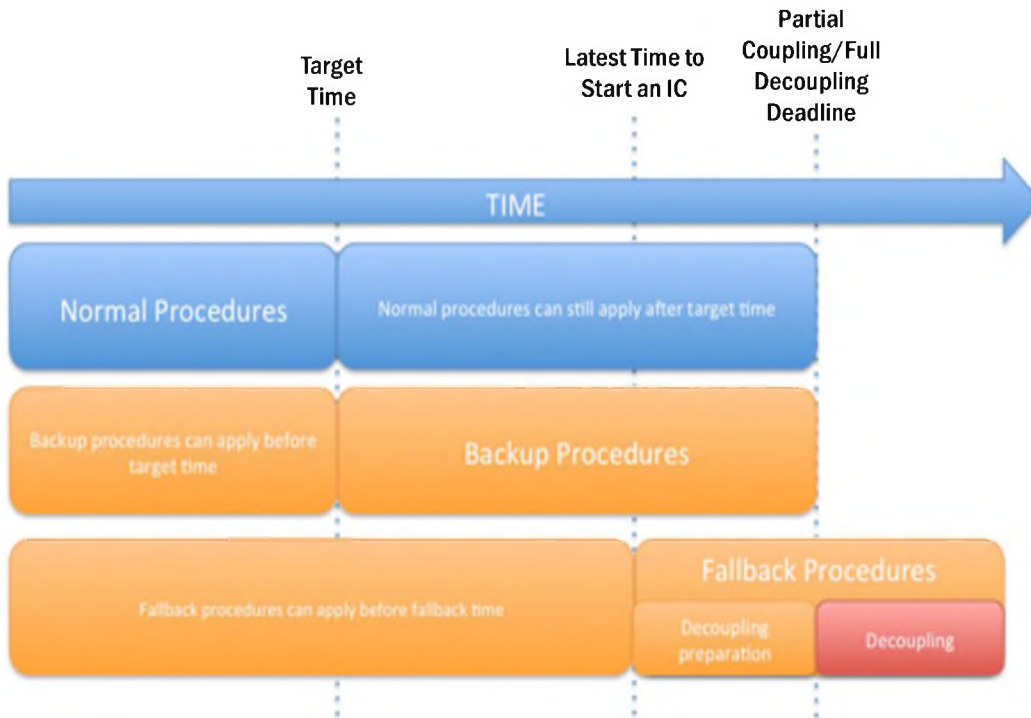 Target
Time
Latest Time to
Start an IC
Partial
Coupling/Full
Decoupling
Deadline
TIME
Normal Procedures
Normal procedures can still apply after target time
Backup procedures can apply before
target time
Backup Procedures
Fallback procedures can apply before fallback time
Fallback Procedures
Decoupling
preparation
Decoupling